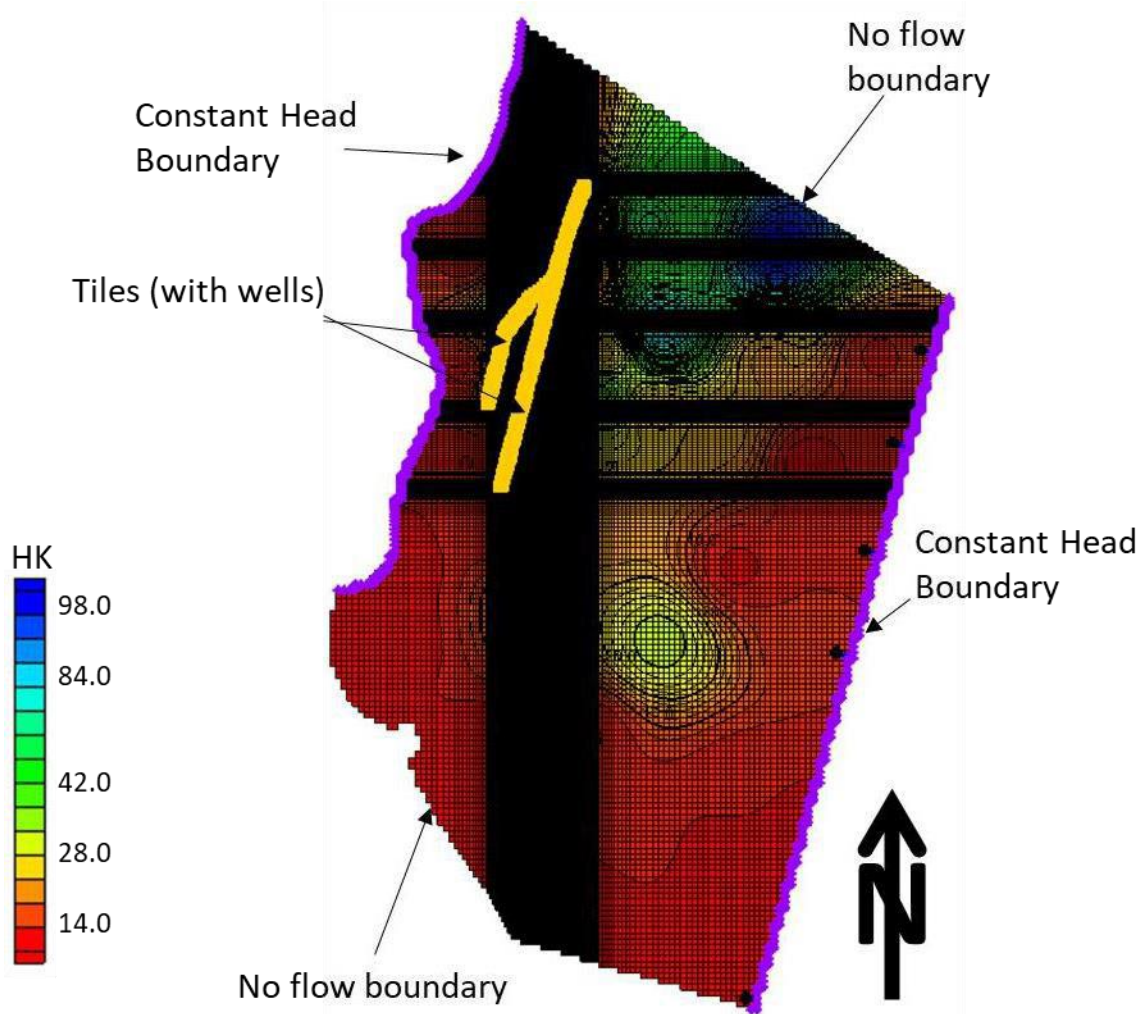 No flow
boundary
Constant Head
Boundary
Tiles (with wells)
HK
98.0
84.0
42.0
28.0
14.0
Constant Head
Boundary
N
No flow boundary